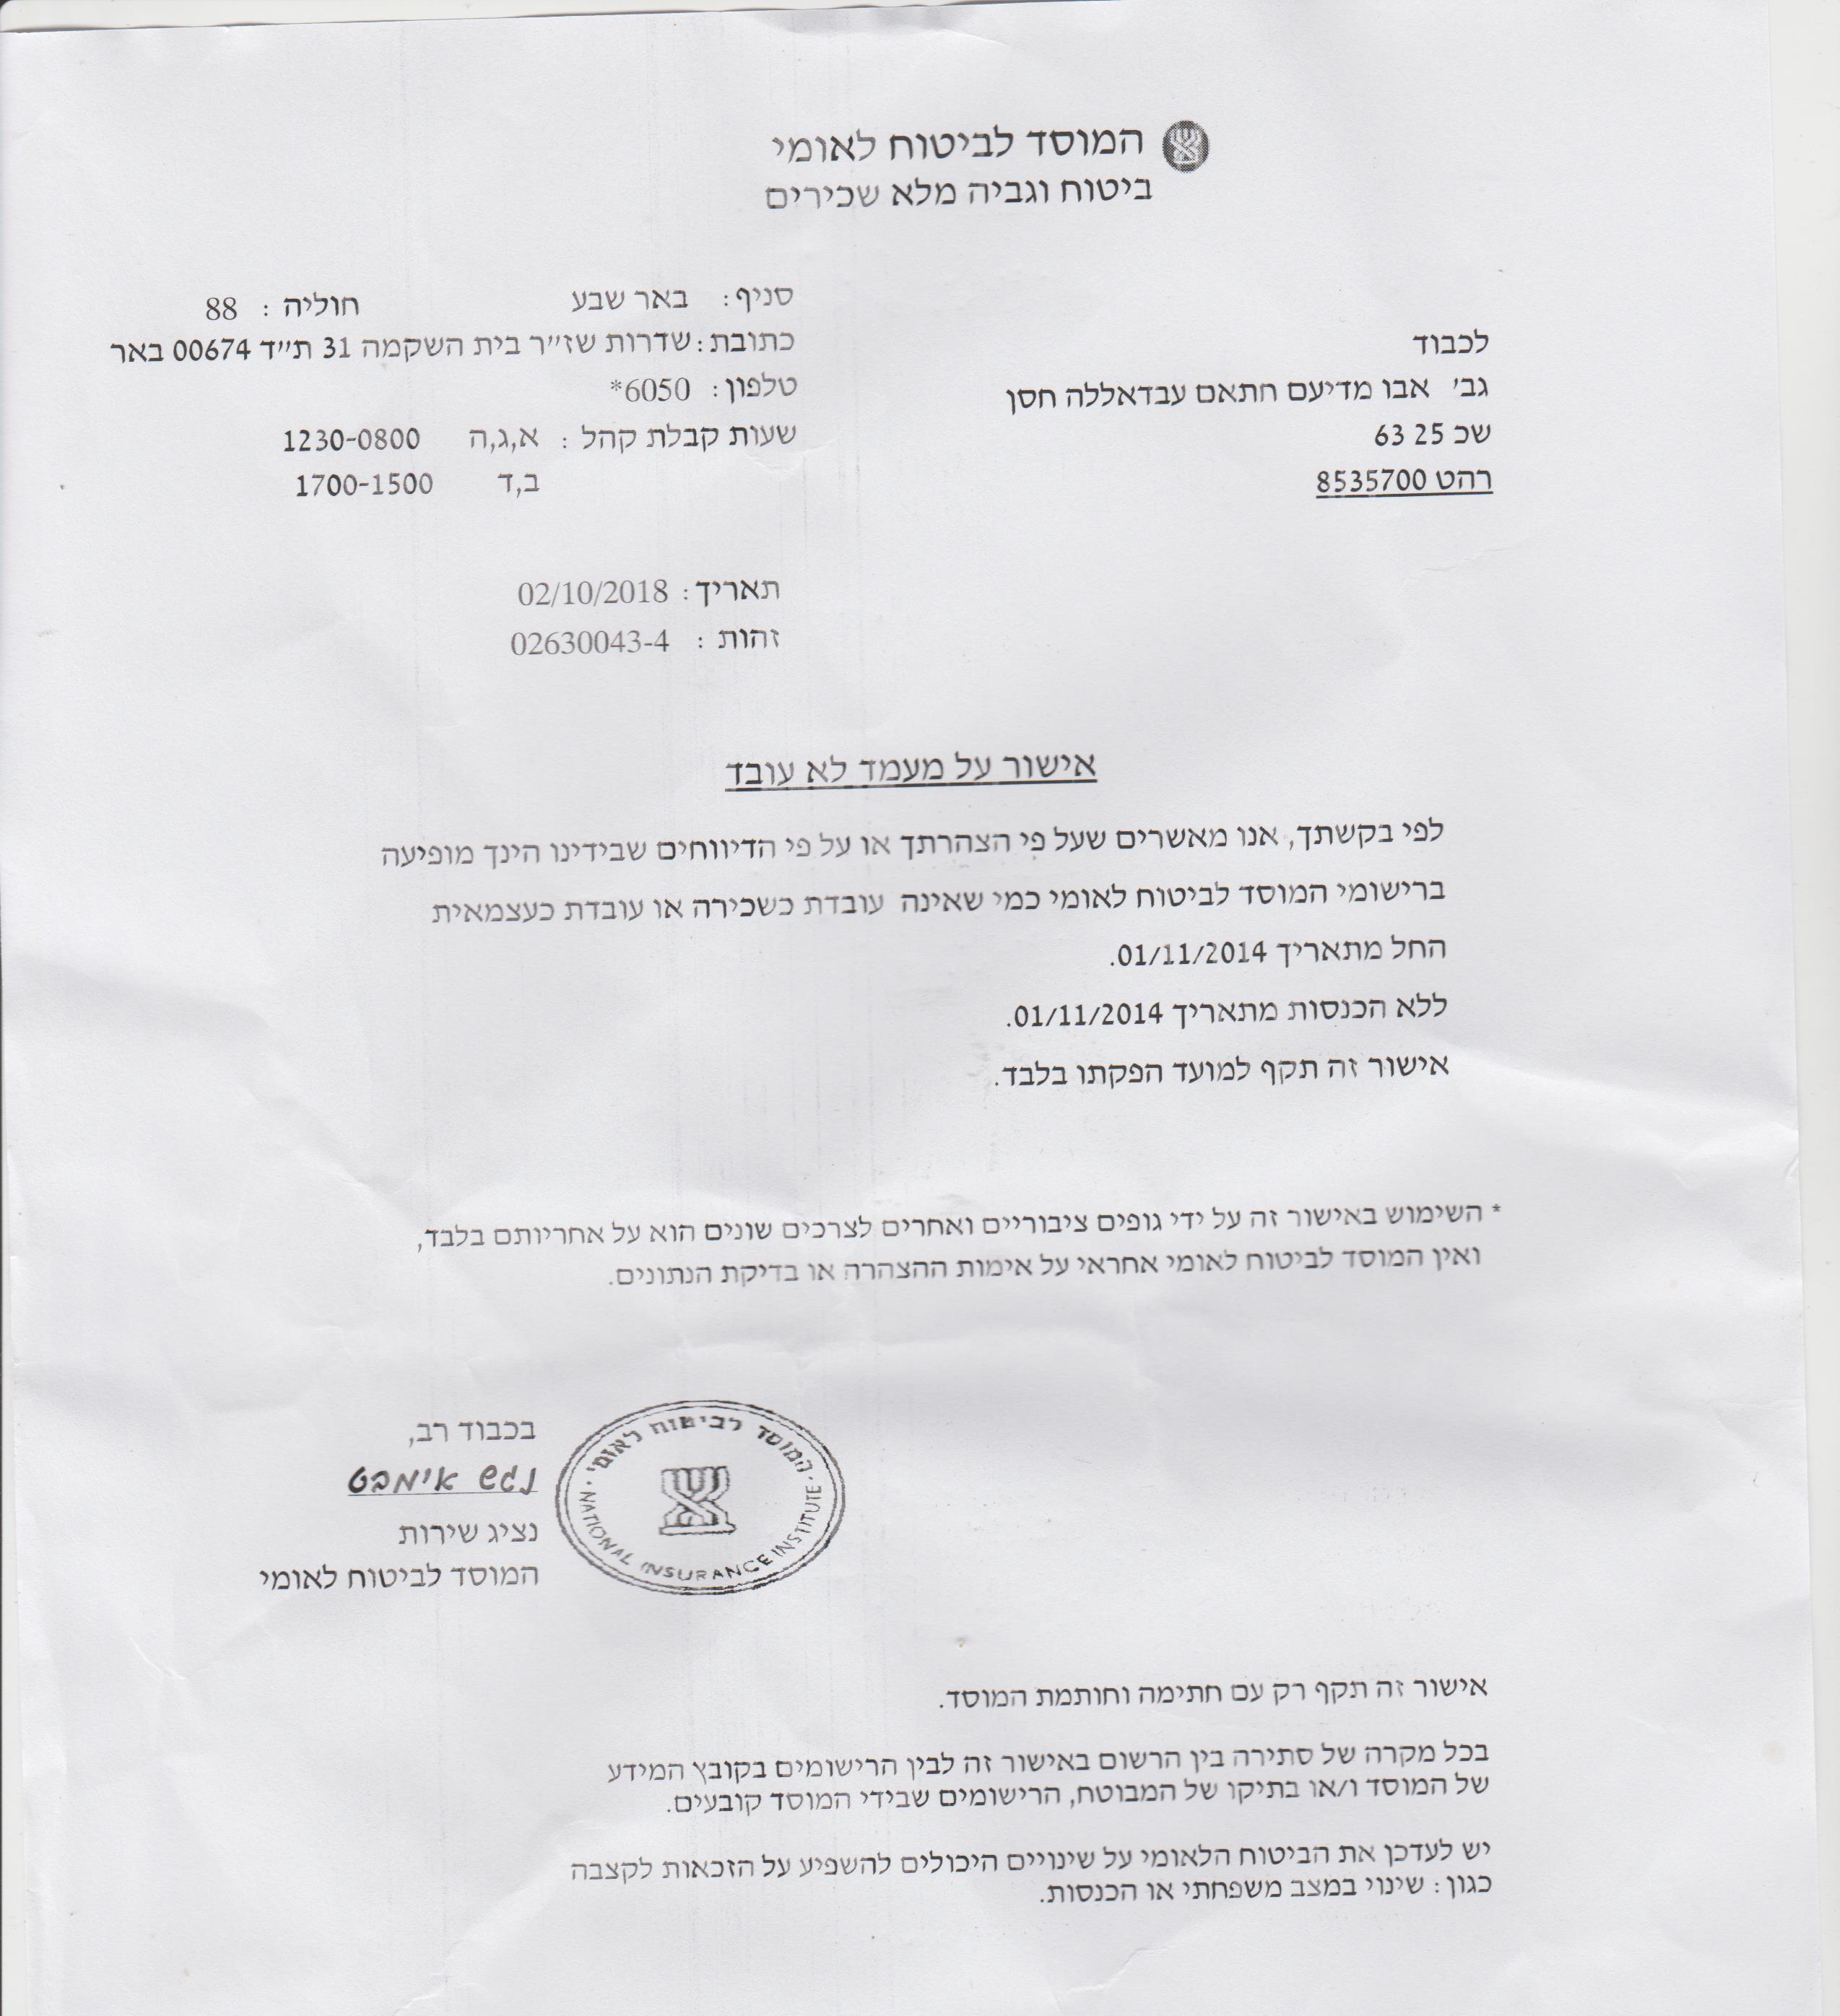 המוסד לביטוח לאומי
ביטוח וגביה מלא שכירים
סניף: באר שבע חוליה: 88
כתובת: שדרות שז"ר בית השקמה 31 ת"ד 00674 באר
טלפון: 6050*
שעות קבלת קהל: א,ג,ה 1230-0800
ב,ד 1700-1500
לכבוד
גב' אבו מדיעם חתאם עבדאללה חסן
שכ 25 63
רהט 8535700
תאריך: 02/10/2018
זהות: 02630043-4
אישור על מעמד לא עובד
לפי בקשתך, אנו מאשרים שעל פי הצהרתך או על פי הדיווחים שבידינו הינך מופיעה
ברישומי המוסד לביטוח לאומי כמי שאינה עובדת כשכירה או עובדת כעצמאית
החל מתאריך 01/11/2014.
ללא הכנסות מתאריך 01/11/2014.
אישור זה תקף למועד הפקתו בלבד.
* השימוש באישור זה על ידי גופים ציבוריים ואחרים לצרכים שונים הוא על אחריותם בלבד,
ואין המוסד לביטוח לאומי אחראי על אימות ההצהרה או בדיקת הנתונים.
בכבוד רב,
נגש אימבט
נציג שירות
המוסד לביטוח לאומי
המוסד לביטוח לאומי
NATIONAL INSURANCE INSTITUTE
אישור זה תקף רק עם חתימה וחותמת המוסד.
בכל מקרה של סתירה בין הרשום באישור זה לבין הרישומים בקובץ המידע
של המוסד ו/או בתיקו של המבוטח, הרישומים שבידי המוסד קובעים.
יש לעדכן את הביטוח הלאומי על שינויים היכולים להשפיע על הזכאות לקצבה
כגון: שינוי במצב משפחתי או הכנסות.